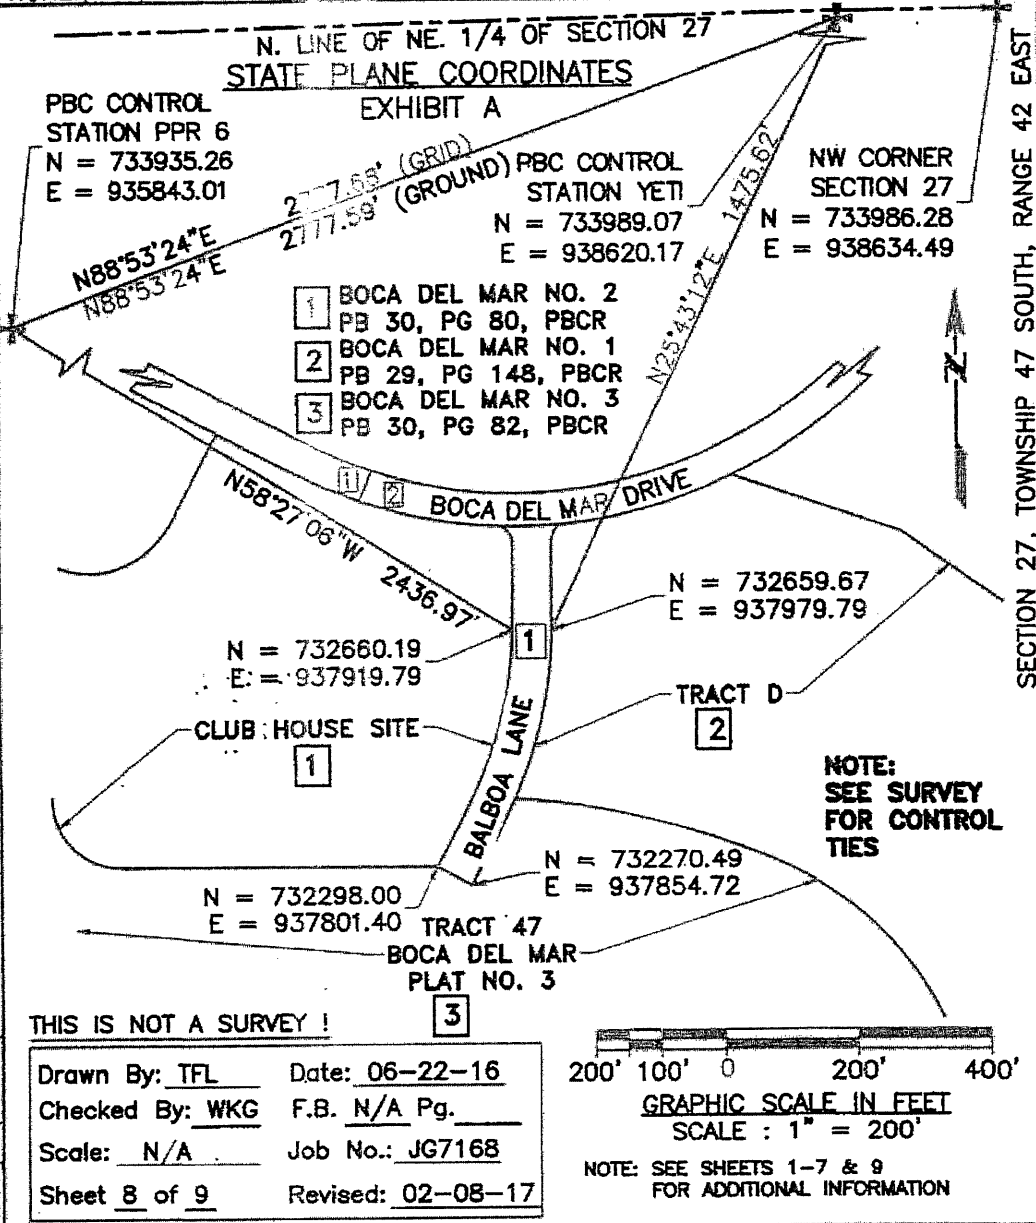 N. LINE OF NE. 1/4 OF SECTION 27
STATE PLANE COORDINATES
EXHIBIT A
PBC CONTROL
STATION PPR 6
N = 733935.26
E = 935843.01
(GRID)
2777.59' (GROUND)
N88°53'24"E
N88°53'24"E
PBC CONTROL
STATION YETI
N = 733989.07
E = 938620.17
N25°43'12"E 1475.62'
NW CORNER
SECTION 27
N = 733986.28
E = 938634.49
SECTION 27, TOWNSHIP 47 SOUTH, RANGE 42 EAST
1 BOCA DEL MAR NO. 2
PB 30, PG 80, PBCR
2 BOCA DEL MAR NO. 1
PB 29, PG 148, PBCR
3 BOCA DEL MAR NO. 3
PB 30, PG 82, PBCR
N
1 / 2 BOCA DEL MAR DRIVE
N58°27'06"W 2436.97'
N = 732659.67
E = 937979.79
1
N = 732660.19
E = 937919.79
TRACT D
2
CLUB HOUSE SITE
1
BALBOA LANE
NOTE:
SEE SURVEY
FOR CONTROL
TIES
N = 732270.49
E = 937854.72
N = 732298.00
E = 937801.40
TRACT 47
BOCA DEL MAR
PLAT NO. 3
3
THIS IS NOT A SURVEY !
Drawn By: TFL Date: 06-22-16
Checked By: WKG F.B. N/A Pg.
Scale: N/A Job No.: JG7168
Sheet 8 of 9 Revised: 02-08-17
200' 100' 0 200' 400'
GRAPHIC SCALE IN FEET
SCALE : 1" = 200'
NOTE: SEE SHEETS 1-7 & 9
FOR ADDITIONAL INFORMATION